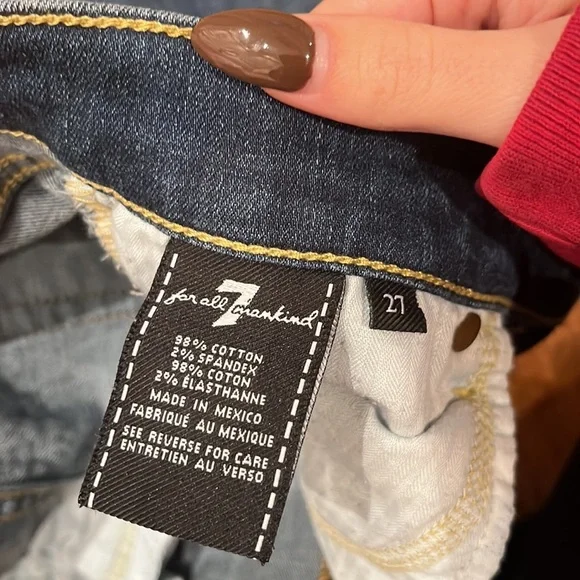 7
for all mankind
98% COTTON
2% SPANDEX
98% COTON
2% ÉLASTHANNE
MADE IN MEXICO
FABRIQUÉ AU MEXIQUE
SEE REVERSE FOR CARE
ENTRETIEN AU VERSO
27